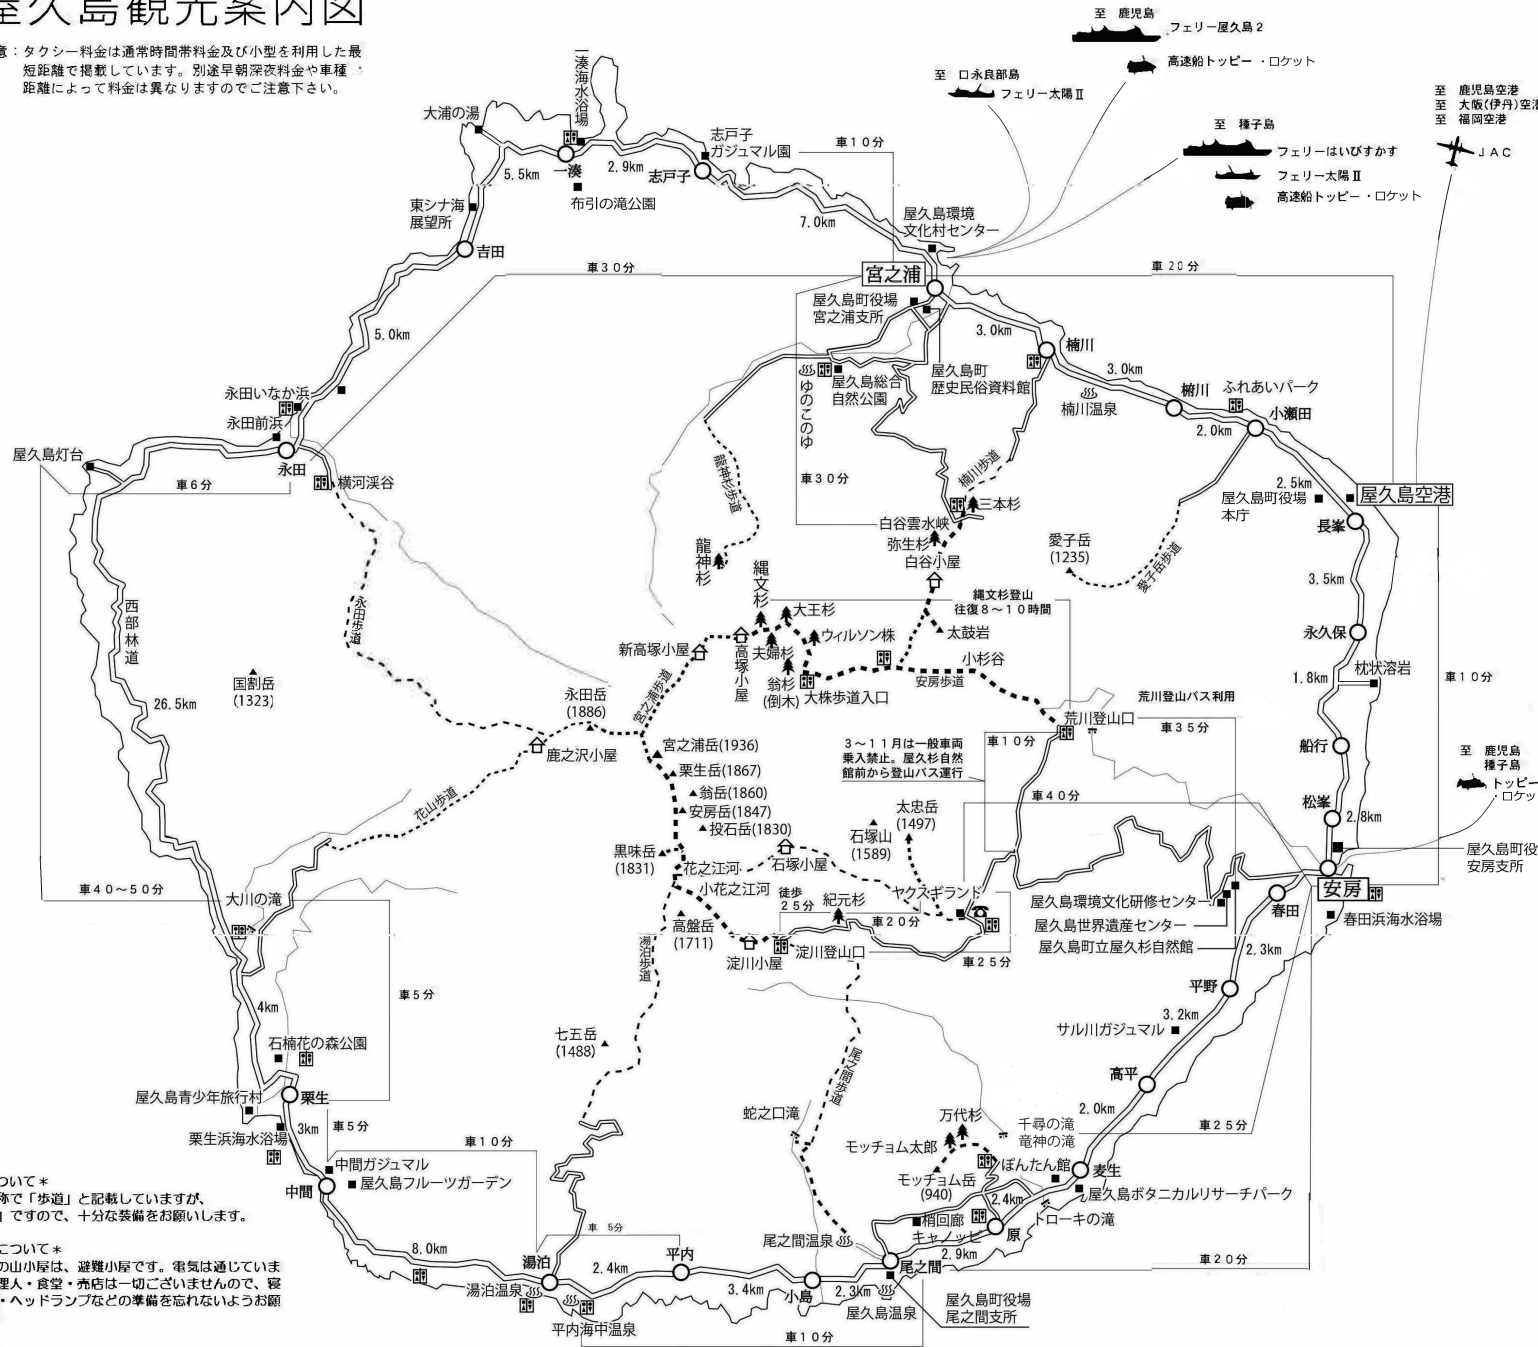 屋久島観光案内図
意：タクシー料金は通常時間帯料金及び小型を利用した最
短距離で掲載しています。別途早朝深夜料金や車種・
距離によって料金は異なりますのでご注意下さい。
至 鹿児島
フェリー屋久島2
高速船トッピー・ロケット
至 口永良部島
フェリー太陽Ⅱ
至 種子島
フェリーはいびすかす
フェリー太陽Ⅱ
高速船トッピー・ロケット
至 鹿児島空港
至 大阪(伊丹)空港
至 福岡空港
JAC
一湊海水浴場
大浦の湯
志戸子
ガジュマル園
車10分
5.5km
一湊
2.9km
志戸子
布引の滝公園
東シナ海
展望所
吉田
7.0km
屋久島環境
文化村センター
車30分
宮之浦
車20分
屋久島町役場
宮之浦支所
5.0km
3.0km
楠川
屋久島町
歴史民俗資料館
3.0km
楠川温泉
椨川
ふれあいパーク
小瀬田
2.0km
ゆのこのゆ
屋久島総合
自然公園
永田いなか浜
永田前浜
屋久島灯台
永田
車6分
横河渓谷
龍神杉歩道
車30分
楠川歩道
三本杉
白谷雲水峡
弥生杉
白谷小屋
2.5km
屋久島町役場
本庁
屋久島空港
長峯
愛子岳
(1235)
愛子岳歩道
3.5km
龍神杉
縄文杉
大王杉
ウィルソン株
縄文杉登山
往復8～10時間
太鼓岩
永久保
西部林道
永田歩道
新高塚小屋
高塚小屋
夫婦杉
翁杉
(倒木)
大株歩道入口
小杉谷
安房歩道
枕状溶岩
1.8km
車10分
国割岳
(1323)
26.5km
永田岳
(1886)
宮之浦歩道
荒川登山バス利用
荒川登山口
車35分
鹿之沢小屋
宮之浦岳(1936)
栗生岳(1867)
翁岳(1860)
安房岳(1847)
投石岳(1830)
3～11月は一般車両
乗入禁止。屋久杉自然
館前から登山バス運行
車10分
船行
至 鹿児島
種子島
トッピー
・ロケッ
花山歩道
車40分
松峯
2.8km
太忠岳
(1497)
石塚山
(1589)
黒味岳
(1831)
花之江河
石塚小屋
小花之江河
屋久島町役
安房支所
車40～50分
大川の滝
徒歩
25分
紀元杉
ヤクスギランド
車20分
屋久島環境文化研修センター
屋久島世界遺産センター
屋久島町立屋久杉自然館
安房
春田
春田浜海水浴場
高盤岳
(1711)
湯泊歩道
淀川小屋
淀川登山口
車25分
2.3km
車5分
4km
平野
3.2km
サル川ガジュマル
石楠花の森公園
七五岳
(1488)
尾之間歩道
高平
屋久島青少年旅行村
栗生
栗生浜海水浴場
3km
車5分
車10分
蛇之口滝
万代杉
モッチョム太郎
2.0km
千尋の滝
竜神の滝
車25分
中間ガジュマル
屋久島フルーツガーデン
中間
モッチョム岳
(940)
ぽんたん館
麦生
屋久島ボタニカルリサーチパーク
2.4km
トローキの滝
ついて＊
称で「歩道」と記載していますが、
」ですので、十分な装備をお願いします。
について＊
の山小屋は、避難小屋です。電気は通じていま
理人・食堂・売店は一切ございませんので、寝
・ヘッドランプなどの準備を忘れないようお願
8.0km
車 5分
湯泊
湯泊温泉
2.4km
平内
平内海中温泉
3.4km
小島
尾之間温泉
梢回廊
キャノッピ
原
2.9km
尾之間
2.3km
屋久島温泉
屋久島町役場
尾之間支所
車20分
車10分